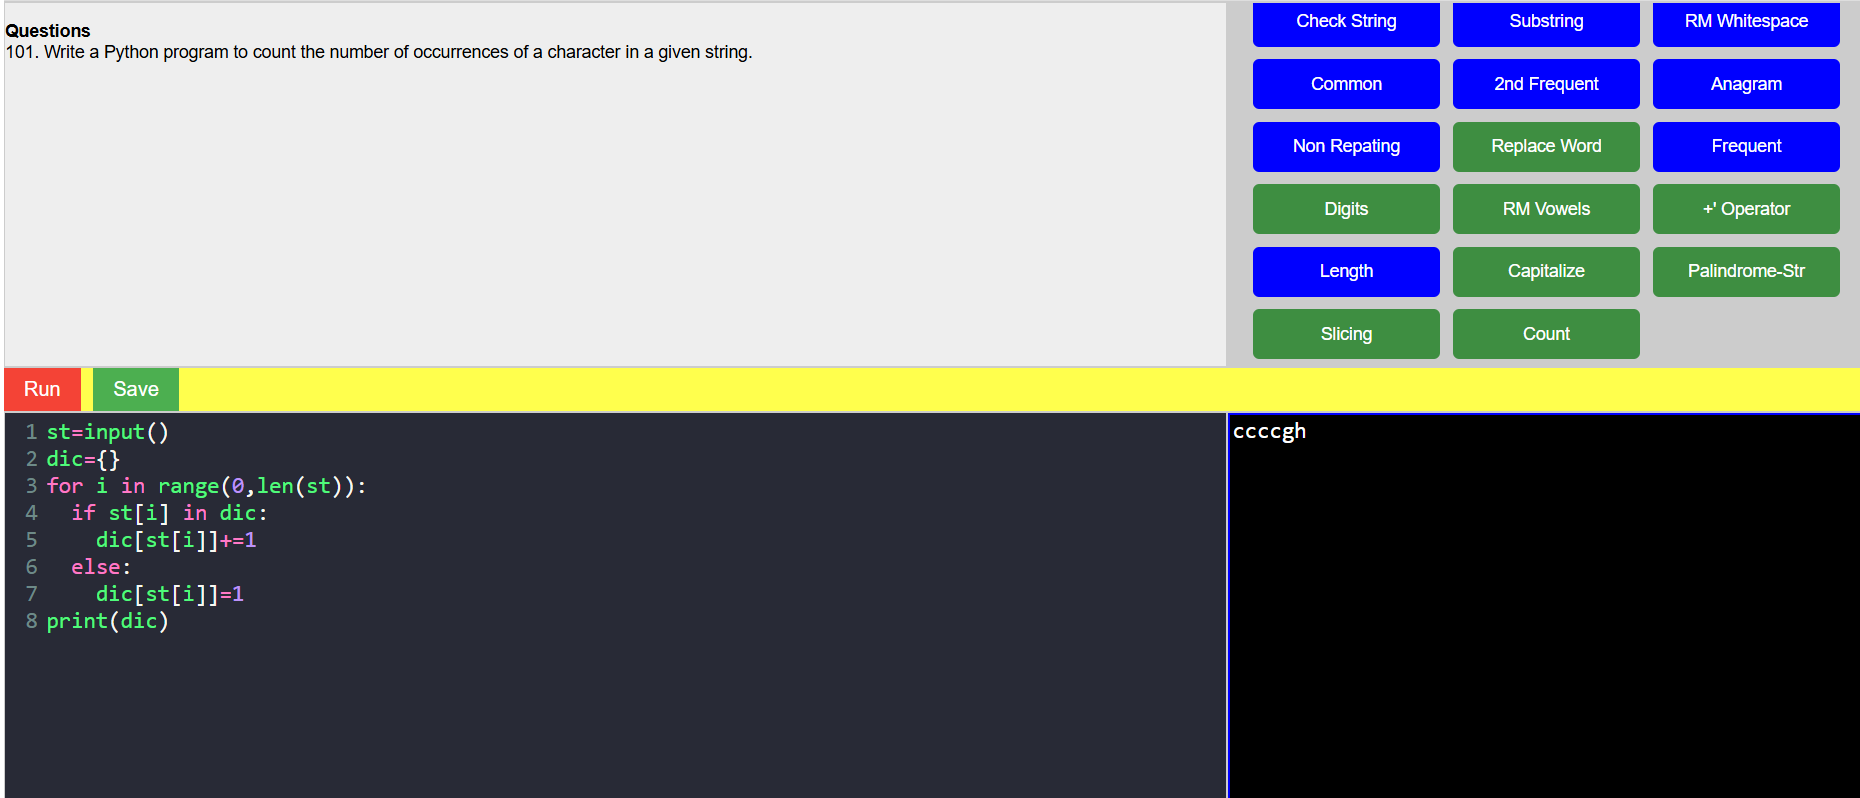 Questions
101. Write a Python program to count the number of occurrences of a character in a given string.
Check String
Substring
RM Whitespace
Common
2nd Frequent
Anagram
Non Repating
Replace Word
Frequent
Digits
RM Vowels
+' Operator
Length
Capitalize
Palindrome-Str
Slicing
Count
Run
Save
1 st=input()
2 dic={}
3 for i in range(0,len(st)):
4   if st[i] in dic:
5     dic[st[i]]+=1
6   else:
7     dic[st[i]]=1
8 print(dic)
ccccgh